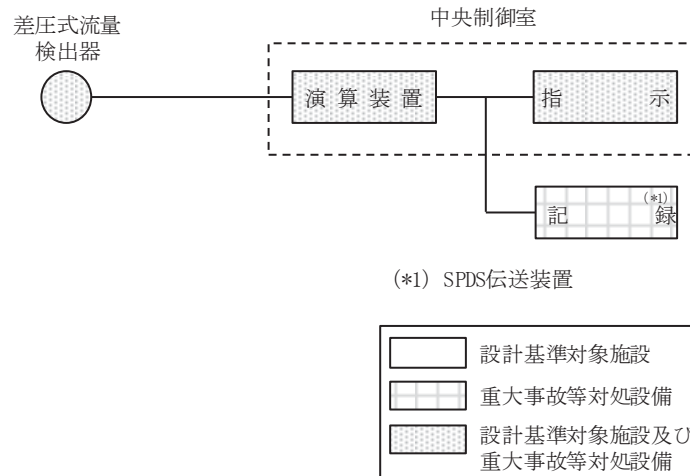 中央制御室
差圧式流量
検出器
演算装置
指示
(*1)
記録
(*1) SPDS伝送装置
設計基準対象施設
重大事故等対処設備
設計基準対象施設及び
重大事故等対処設備